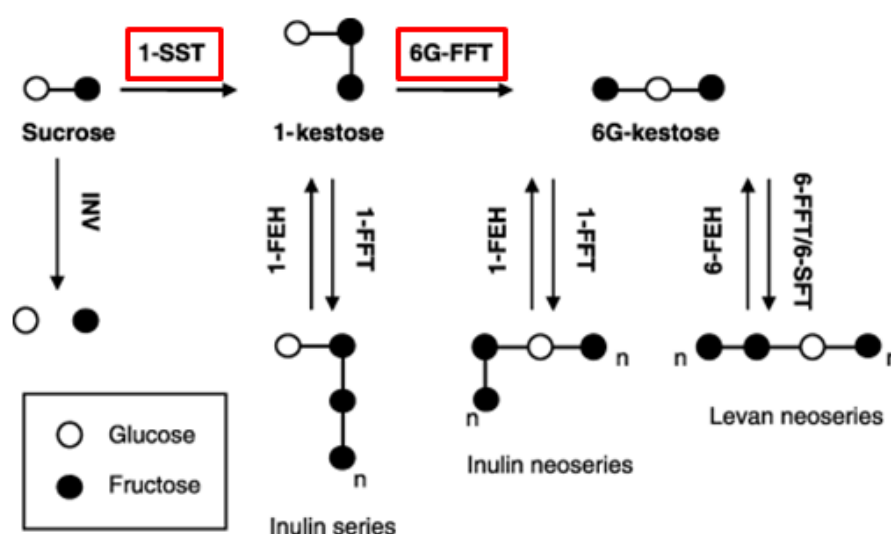 1-SST
6G-FFT
Sucrose
1-kestose
6G-kestose
INV
1-FEH
1-FFT
1-FEH
1-FFT
6-FEH
6-FFT/6-SFT
n
n
n
n
n
Glucose
Fructose
Inulin series
Inulin neoseries
Levan neoseries